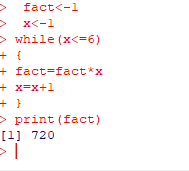 >  fact<-1
>  x<-1
> while(x<=6)
+ {
+ fact=fact*x
+ x=x+1
+ }
> print(fact)
[1] 720
>